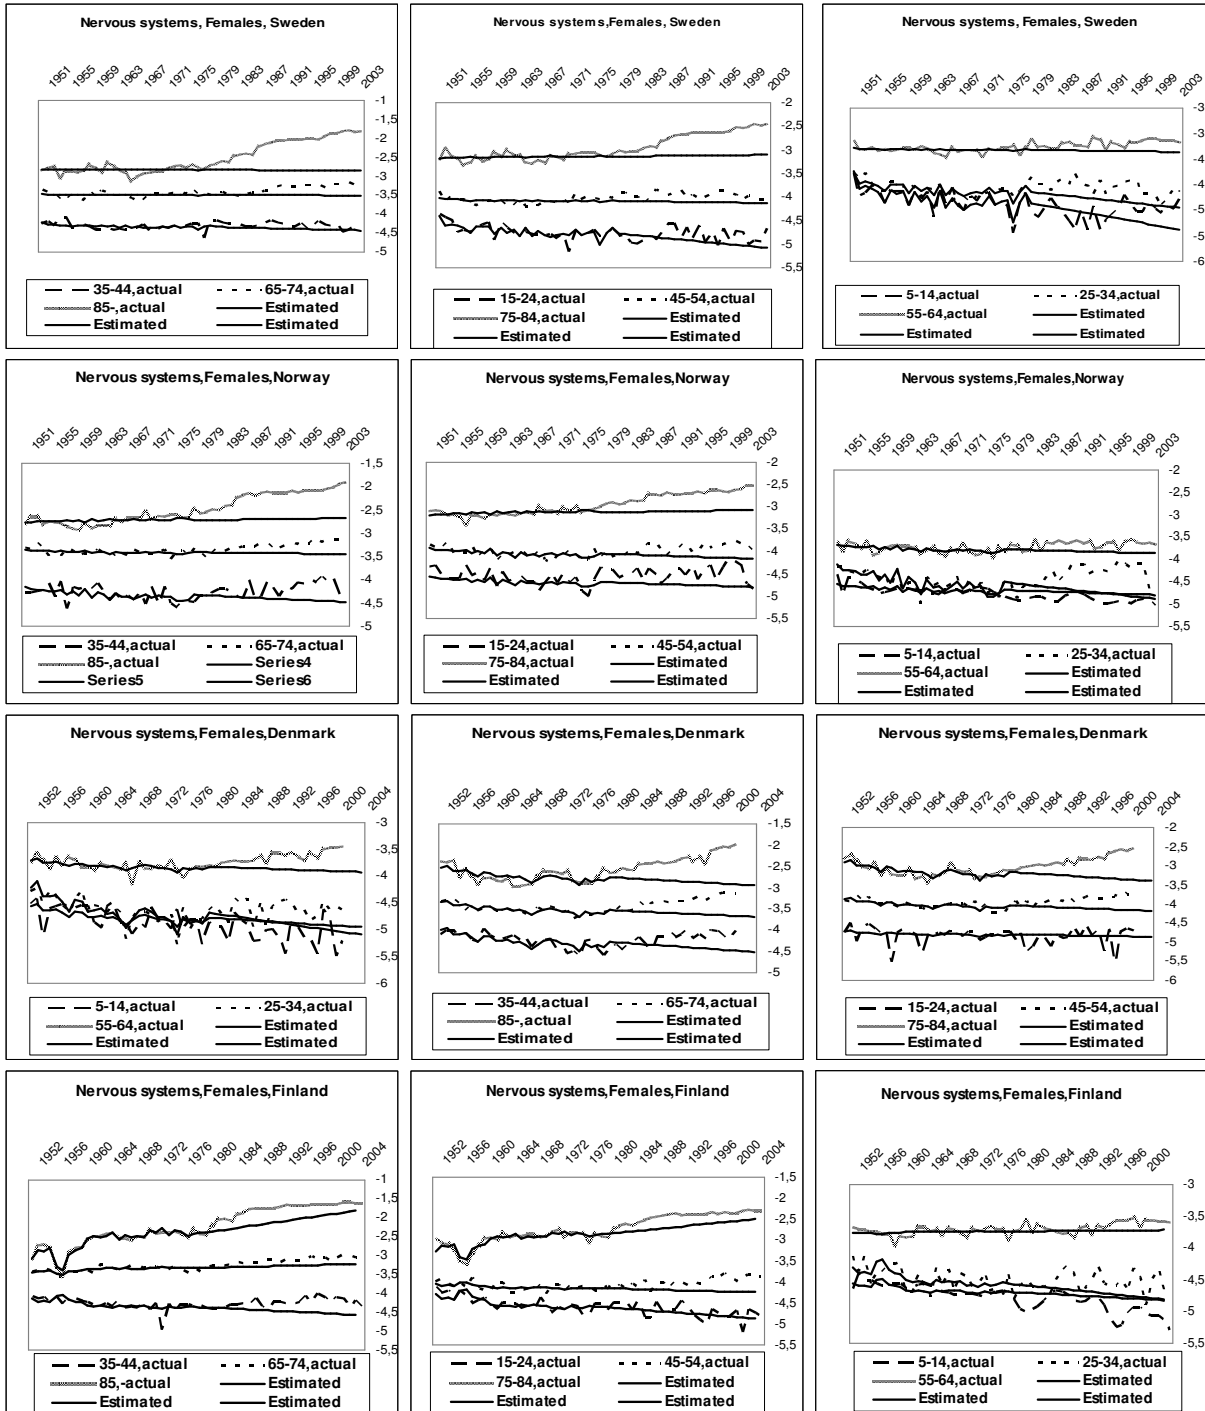 Nervous systems, Females, Sweden
1951 1955 1959 1963 1967 1971 1975 1979 1983 1987 1991 1995 1999 2003
-1
-1,5
-2
-2,5
-3
-3,5
-4
-4,5
-5
35-44,actual 65-74,actual
85-,actual Estimated
Estimated Estimated
Nervous systems,Females, Sweden
1951 1955 1959 1963 1967 1971 1975 1979 1983 1987 1991 1995 1999 2003
-2
-2,5
-3
-3,5
-4
-4,5
-5
-5,5
15-24,actual 45-54,actual
75-84,actual Estimated
Estimated Estimated
Nervous systems, Females, Sweden
1951 1955 1959 1963 1967 1971 1975 1979 1983 1987 1991 1995 1999 2003
-3
-4
-4
-5
-5
-6
-6
5-14,actual 25-34,actual
55-64,actual Estimated
Estimated Estimated
Nervous systems,Females,Norway
1951 1955 1959 1963 1967 1971 1975 1979 1983 1987 1991 1995 1999 2003
-1,5
-2
-2,5
-3
-3,5
-4
-4,5
-5
35-44,actual 65-74,actual
85-,actual Series4
Series5 Series6
Nervous systems,Females,Norway
1951 1955 1959 1963 1967 1971 1975 1979 1983 1987 1991 1995 1999 2003
-2
-2,5
-3
-3,5
-4
-4,5
-5
-5,5
15-24,actual 45-54,actual
75-84,actual Estimated
Estimated Estimated
Nervous systems,Females,Norway
1951 1955 1959 1963 1967 1971 1975 1979 1983 1987 1991 1995 1999 2003
-2
-2,5
-3
-3,5
-4
-4,5
-5
-5,5
5-14,actual 25-34,actual
55-64,actual Estimated
Estimated Estimated
Nervous systems,Females,Denmark
1952 1956 1960 1964 1968 1972 1976 1980 1984 1988 1992 1996 2000 2004
-3
-3,5
-4
-4,5
-5
-5,5
-6
5-14,actual 25-34,actual
55-64,actual Estimated
Estimated Estimated
Nervous systems,Females,Denmark
1952 1956 1960 1964 1968 1972 1976 1980 1984 1988 1992 1996 2000 2004
-1,5
-2
-2,5
-3
-3,5
-4
-4,5
-5
35-44,actual 65-74,actual
85-,actual Estimated
Estimated Estimated
Nervous systems,Females,Denmark
1952 1956 1960 1964 1968 1972 1976 1980 1984 1988 1992 1996 2000 2004
-2
-2,5
-3
-3,5
-4
-4,5
-5
-5,5
15-24,actual 45-54,actual
75-84,actual Estimated
Estimated Estimated
Nervous systems,Females,Finland
1952 1956 1960 1964 1968 1972 1976 1980 1984 1988 1992 1996 2000 2004
-1
-1,5
-2
-2,5
-3
-3,5
-4
-4,5
-5
-5,5
35-44,actual 65-74,actual
85,-actual Estimated
Estimated Estimated
Nervous systems,Females,Finland
1952 1956 1960 1964 1968 1972 1976 1980 1984 1988 1992 1996 2000 2004
-1,5
-2
-2,5
-3
-3,5
-4
-4,5
-5
-5,5
15-24,actual 45-54,actual
75-84,actual Estimated
Estimated Estimated
Nervous systems,Females,Finland
1952 1956 1960 1964 1968 1972 1976 1980 1984 1988 1992 1996 2000
-3
-3,5
-4
-4,5
-5
-5,5
5-14,actual 25-34,actual
55-64,actual Estimated
Estimated Estimated